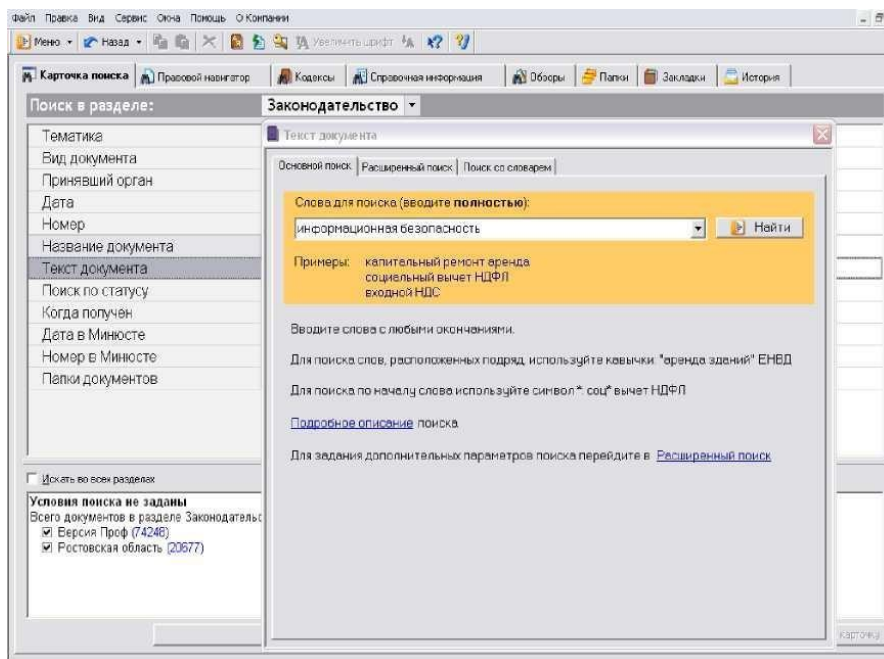 Файл Правка Вид Сервис Окна Помощь О Компании
Меню Назад Увеличить шрифт
Карточка поиска Правовой навигатор Кодексы Справочная информация Обзоры Папки Закладки История
Поиск в разделе: Законодательство
Тематика
Вид документа
Принявший орган
Дата
Номер
Название документа
Текст документа
Поиск по статусу
Когда получен
Дата в Минюсте
Номер в Минюсте
Папки документов
Текст документа
Основной поиск Расширенный поиск Поиск со словарем
Слова для поиска (вводите полностью):
информационная безопасность Найти
Примеры: капитальный ремонт аренда
социальный вычет НДФЛ
входной НДС
Вводите слова с любыми окончаниями.
Для поиска слов, расположенных подряд, используйте кавычки: "аренда зданий" ЕНВД
Для поиска по началу слова используйте символ *: соц* вычет НДФЛ
Подробное описание поиска
Для задания дополнительных параметров поиска перейдите в Расширенный поиск
Искать во всех разделах
Условия поиска не заданы
Всего документов в разделе Законодательс
Версия Проф (74248)
Ростовская область (20677)
карточку